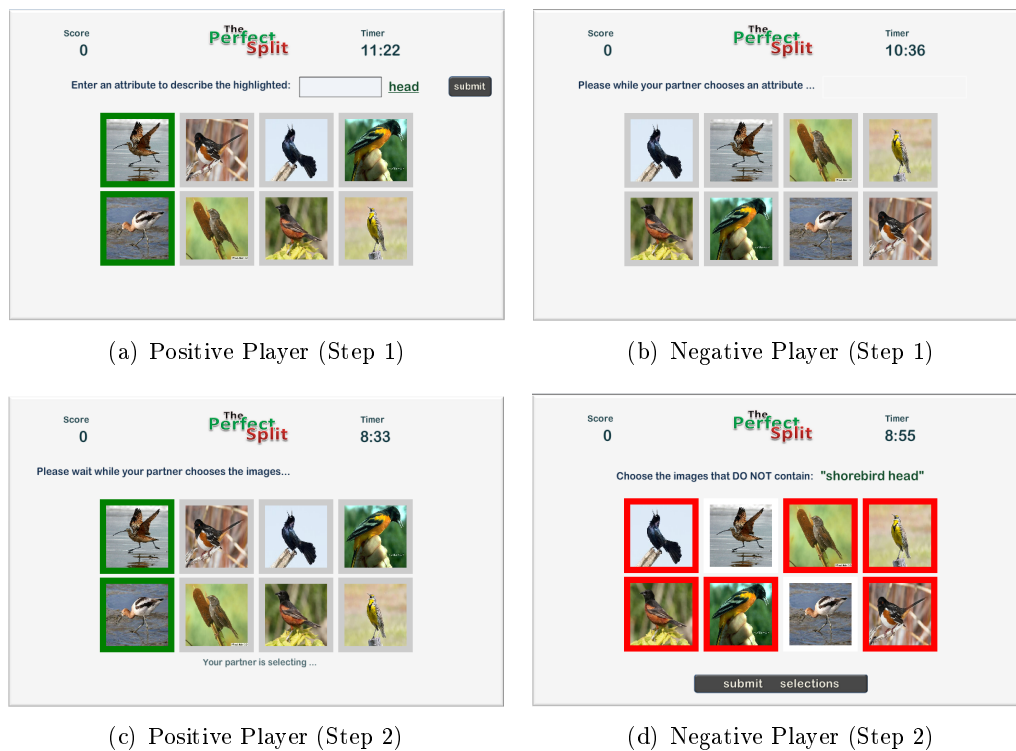 Score
0
The
Perfect
Split
Timer
11:22
Enter an attribute to describe the highlighted:
head
submit
(a) Positive Player (Step 1)
Score
0
The
Perfect
Split
Timer
10:36
Please while your partner chooses an attribute ...
(b) Negative Player (Step 1)
Score
0
The
Perfect
Split
Timer
8:33
Please wait while your partner chooses the images...
Your partner is selecting ...
(c) Positive Player (Step 2)
Score
0
The
Perfect
Split
Timer
8:55
Choose the images that DO NOT contain: "shorebird head"
submit selections
(d) Negative Player (Step 2)